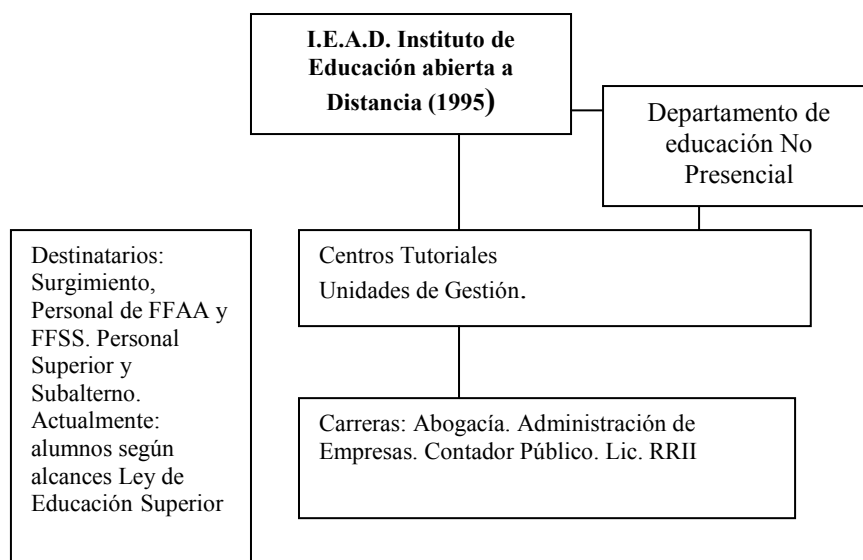 I.E.A.D. Instituto de
Educación abierta a
Distancia (1995)
Departamento de
educación No
Presencial
Destinatarios:
Surgimiento,
Personal de FFAA y
FFSS. Personal
Superior y
Subalterno.
Actualmente:
alumnos según
alcances Ley de
Educación Superior
Centros Tutoriales
Unidades de Gestión.
Carreras: Abogacía. Administración de
Empresas. Contador Público. Lic. RRII